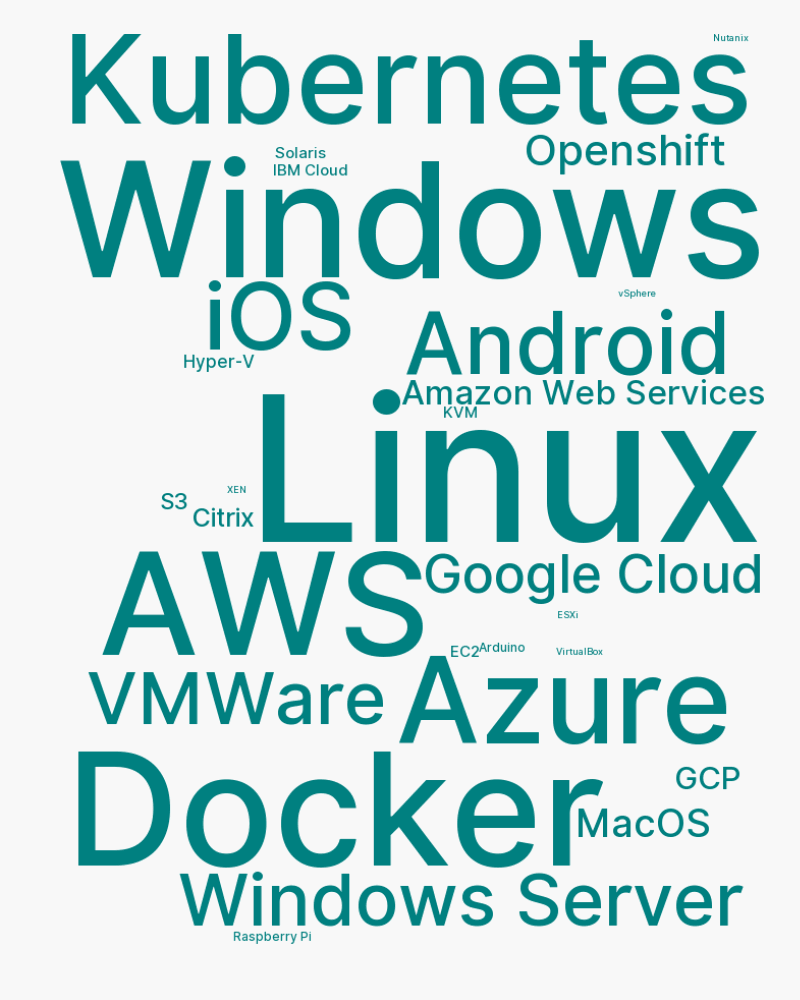 Nutanix
Kubernetes
Openshift
Solaris
IBM Cloud
Windows
iOS
vSphere
Android
Hyper-V
Amazon Web Services
KVM
Linux
XEN
S3
Citrix
AWS
Google Cloud
ESXi
EC2
Arduino
VirtualBox
VMWare
Azure
Docker
GCP
MacOS
Windows Server
Raspberry Pi